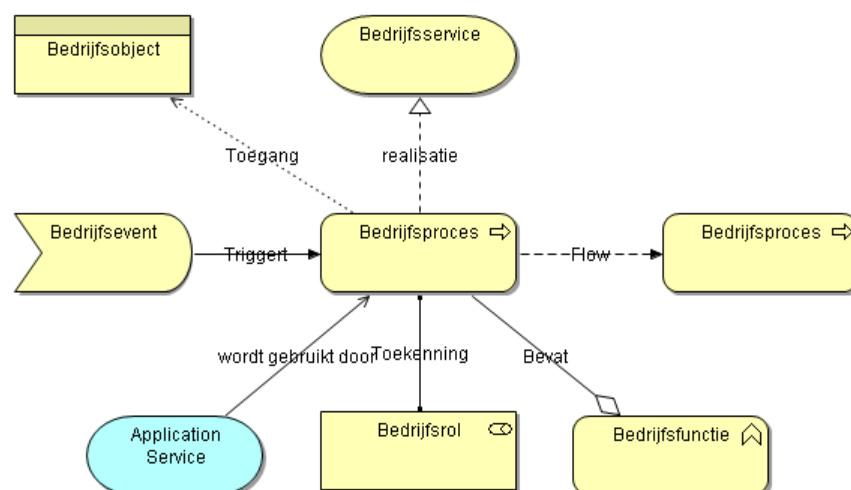 Bedrijfsobject
Bedrijfsservice
Toegang
realisatie
Bedrijfsevent
Triggert
Bedrijfsproces
Flow
Bedrijfsproces
wordt gebruikt door
Toekenning
Bevat
Application
Service
Bedrijfsrol
Bedrijfsfunctie